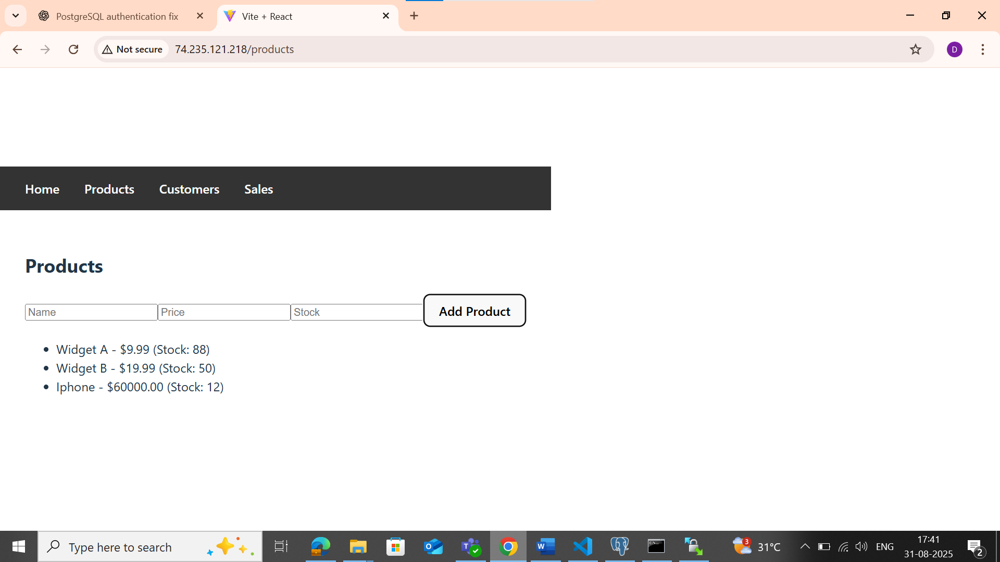 PostgreSQL authentication fix
Vite + React
Not secure
74.235.121.218/products
D
Home Products Customers Sales
Products
Name Price Stock Add Product
Widget A - $9.99 (Stock: 88)
Widget B - $19.99 (Stock: 50)
Iphone - $60000.00 (Stock: 12)
Type here to search
3
31°C
ENG
17:41
31-08-2025
2